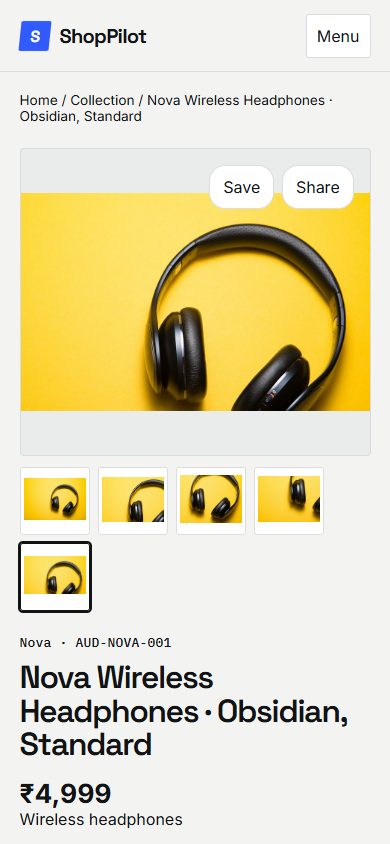 S ShopPilot
Menu
Home / Collection / Nova Wireless Headphones ·
Obsidian, Standard
Save
Share
Nova · AUD-NOVA-001
Nova Wireless
Headphones · Obsidian,
Standard
₹4,999
Wireless headphones